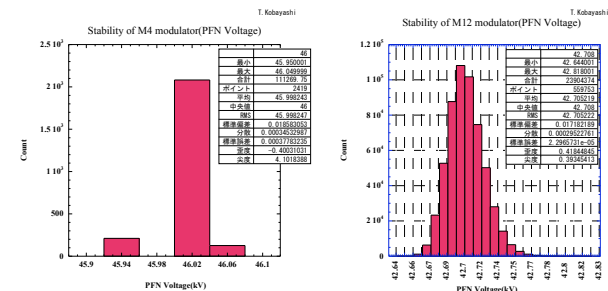 T. Kobayashi
Stability of M4 modulator(PFN Voltage)
2.5 10³
2 10³
1.5 10³
1 10³
500
0
Count
46
最小 45.950001
最大 46.049999
合計 111269.75
ポイント 2419
平均 45.998243
中央値 46
RMS 45.998247
標準偏差 0.018583053
分散 0.00034532987
標準誤差 0.00037783235
歪度 -0.40031031
尖度 4.1018388
45.9 45.94 45.98 46.02 46.06 46.1
PFN Voltage(kV)
T. Kobayashi
Stability of M12 modulator(PFN Voltage)
1.2 10⁵
1 10⁵
8 10⁴
6 10⁴
4 10⁴
2 10⁴
0
Count
42.708
最小 42.644001
最大 42.818001
合計 23904374
ポイント 559753
平均 42.705219
中央値 42.708
RMS 42.705222
標準偏差 0.017182189
分散 0.00029522761
標準誤差 2.2965731e-05
歪度 0.41844845
尖度 0.39345413
42.64 42.66 42.67 42.69 42.7 42.72 42.74 42.75 42.77 42.78 42.8 42.82 42.83
PFN Voltage(kV)